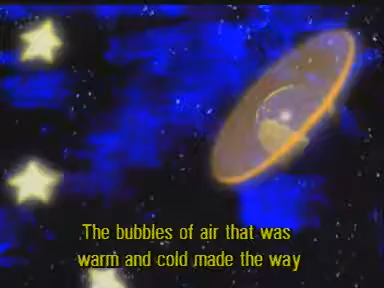 The bubbles of air that was
warm and cold made the way